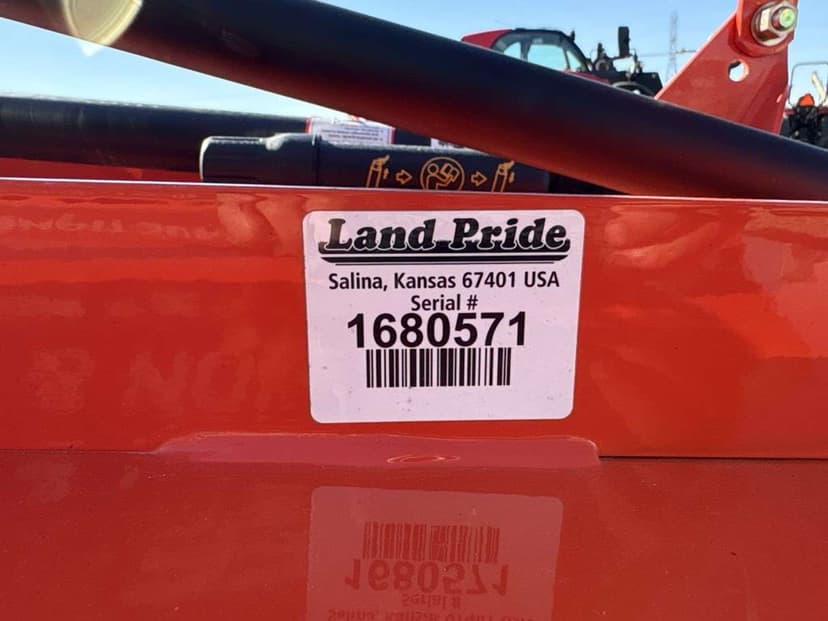 Land Pride
Salina, Kansas 67401 USA
Serial #
1680571